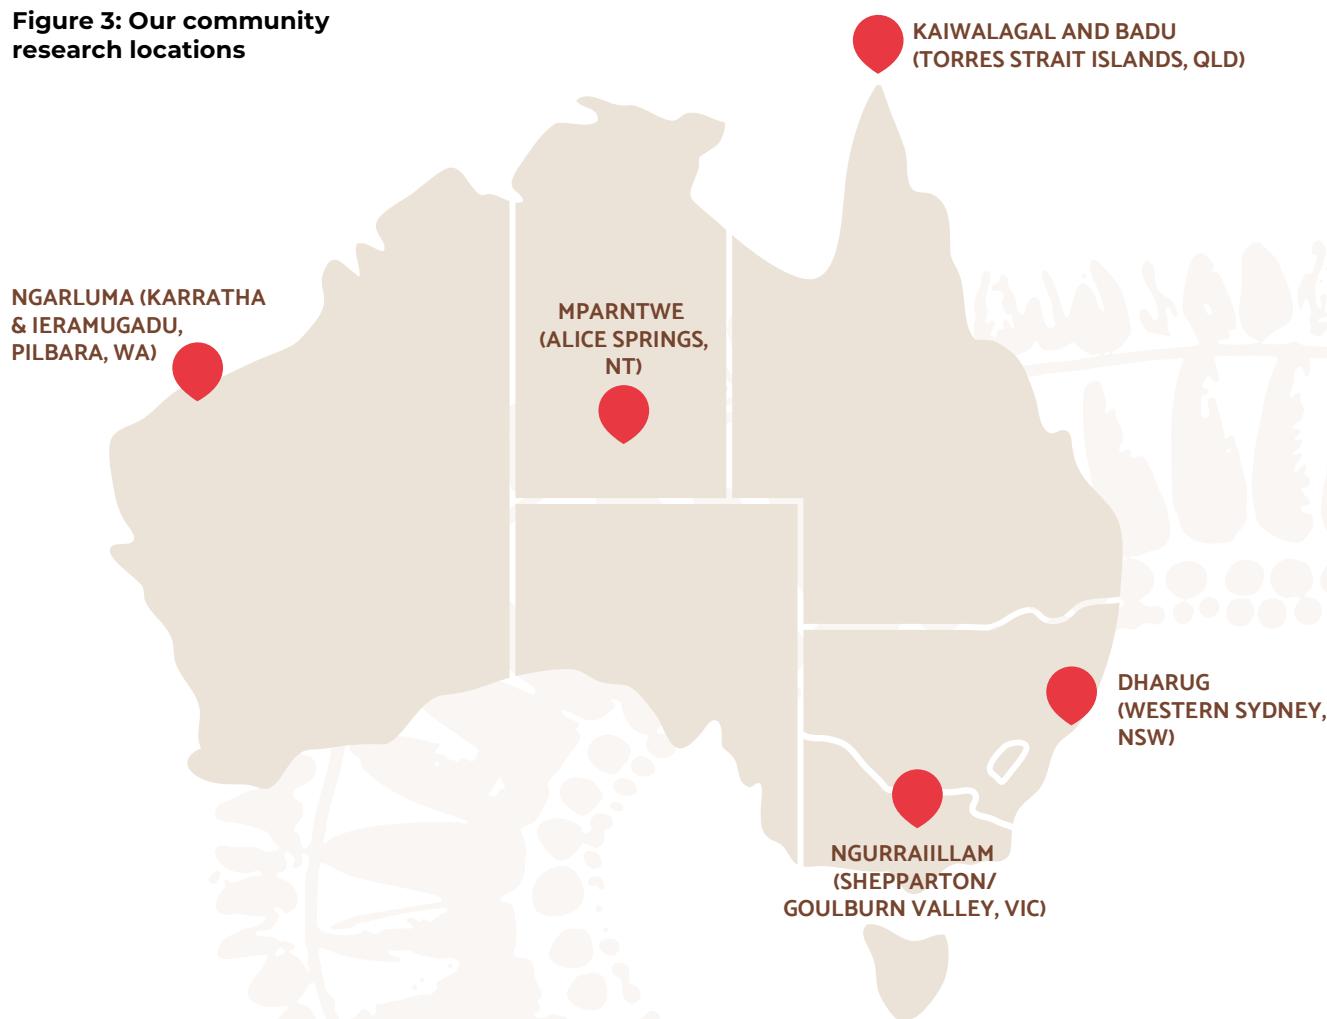 Figure 3: Our community
research locations
KAIWALAGAL AND BADU
(TORRES STRAIT ISLANDS, QLD)
NGARLUMA (KARRATHA
& IERAMUGADU,
PILBARA, WA)
MPARNTWE
(ALICE SPRINGS,
NT)
DHARUG
(WESTERN SYDNEY,
NSW)
NGURRAIILLAM
(SHEPPARTON/
GOULBURN VALLEY, VIC)